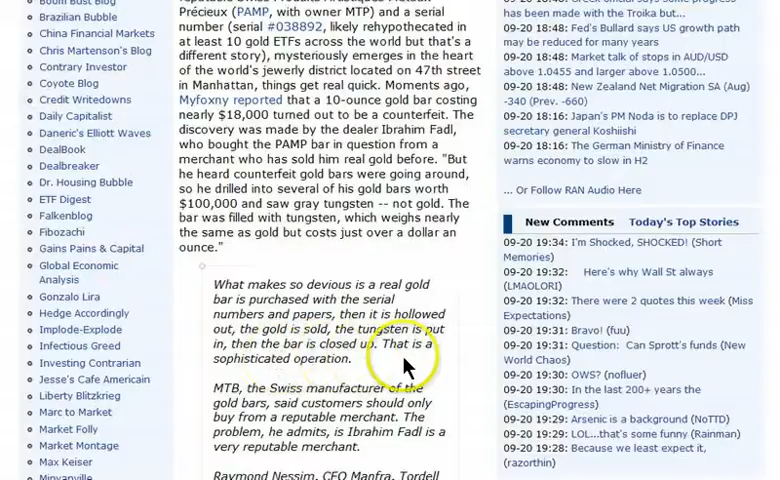 Boom Bust Blog
Brazilian Bubble
China Financial Markets
Chris Martenson's Blog
Contrary Investor
Coyote Blog
Credit Writedowns
Daily Capitalist
Daneric's Elliott Waves
DealBook
Dealbreaker
Dr. Housing Bubble
ETF Digest
Falkenblog
Fibozachi
Gains Pains & Capital
Global Economic
Analysis
Gonzalo Lira
Hedge Accordingly
Implode-Explode
Infectious Greed
Investing Contrarian
Jesse's Cafe Americain
Liberty Blitzkrieg
Marc to Market
Market Folly
Market Montage
Max Keiser
Minyanville
Précieux (PAMP, with owner MTP) and a serial
number (serial #038892, likely rehypothecated in
at least 10 gold ETFs across the world but that's a
different story), mysteriously emerges in the heart
of the world's jewerly district located on 47th street
in Manhattan, things get real quick. Moments ago,
Myfoxny reported that a 10-ounce gold bar costing
nearly $18,000 turned out to be a counterfeit. The
discovery was made by the dealer Ibrahim Fadl,
who bought the PAMP bar in question from a
merchant who has sold him real gold before. "But
he heard counterfeit gold bars were going around,
so he drilled into several of his gold bars worth
$100,000 and saw gray tungsten -- not gold. The
bar was filled with tungsten, which weighs nearly
the same as gold but costs just over a dollar an
ounce."
What makes so devious is a real gold
bar is purchased with the serial
numbers and papers, then it is hollowed
out, the gold is sold, the tungsten is put
in, then the bar is closed up. That is a
sophisticated operation.
MTB, the Swiss manufacturer of the
gold bars, said customers should only
buy from a reputable merchant. The
problem, he admits, is Ibrahim Fadl is a
very reputable merchant.
Raymond Nessim, CEO Manfra, Tordell
has been made with the Troika but...
09-20 18:48: Fed's Bullard says US growth path
may be reduced for many years
09-20 18:48: Market talk of stops in AUD/USD
above 1.0455 and larger above 1.0500...
09-20 18:48: New Zealand Net Migration SA (Aug)
-340 (Prev. -660)
09-20 18:16: Japan's PM Noda is to replace DPJ
secretary general Koshiishi
09-20 18:16: The German Ministry of Finance
warns economy to slow in H2
... Or Follow RAN Audio Here
New Comments Today's Top Stories
09-20 19:34: I'm Shocked, SHOCKED! (Short
Memories)
09-20 19:32: Here's why Wall St always
(LMAOLORI)
09-20 19:32: There were 2 quotes this week (Miss
Expectations)
09-20 19:31: Bravo! (fuu)
09-20 19:31: Question: Can Sprott's funds (New
World Chaos)
09-20 19:30: OWS? (nofluer)
09-20 19:30: In the last 200+ years the
(EscapingProgress)
09-20 19:29: Arsenic is a background (NoTTD)
09-20 19:29: LOL...that's some funny (Rainman)
09-20 19:28: Because we least expect it,
(razorthin)